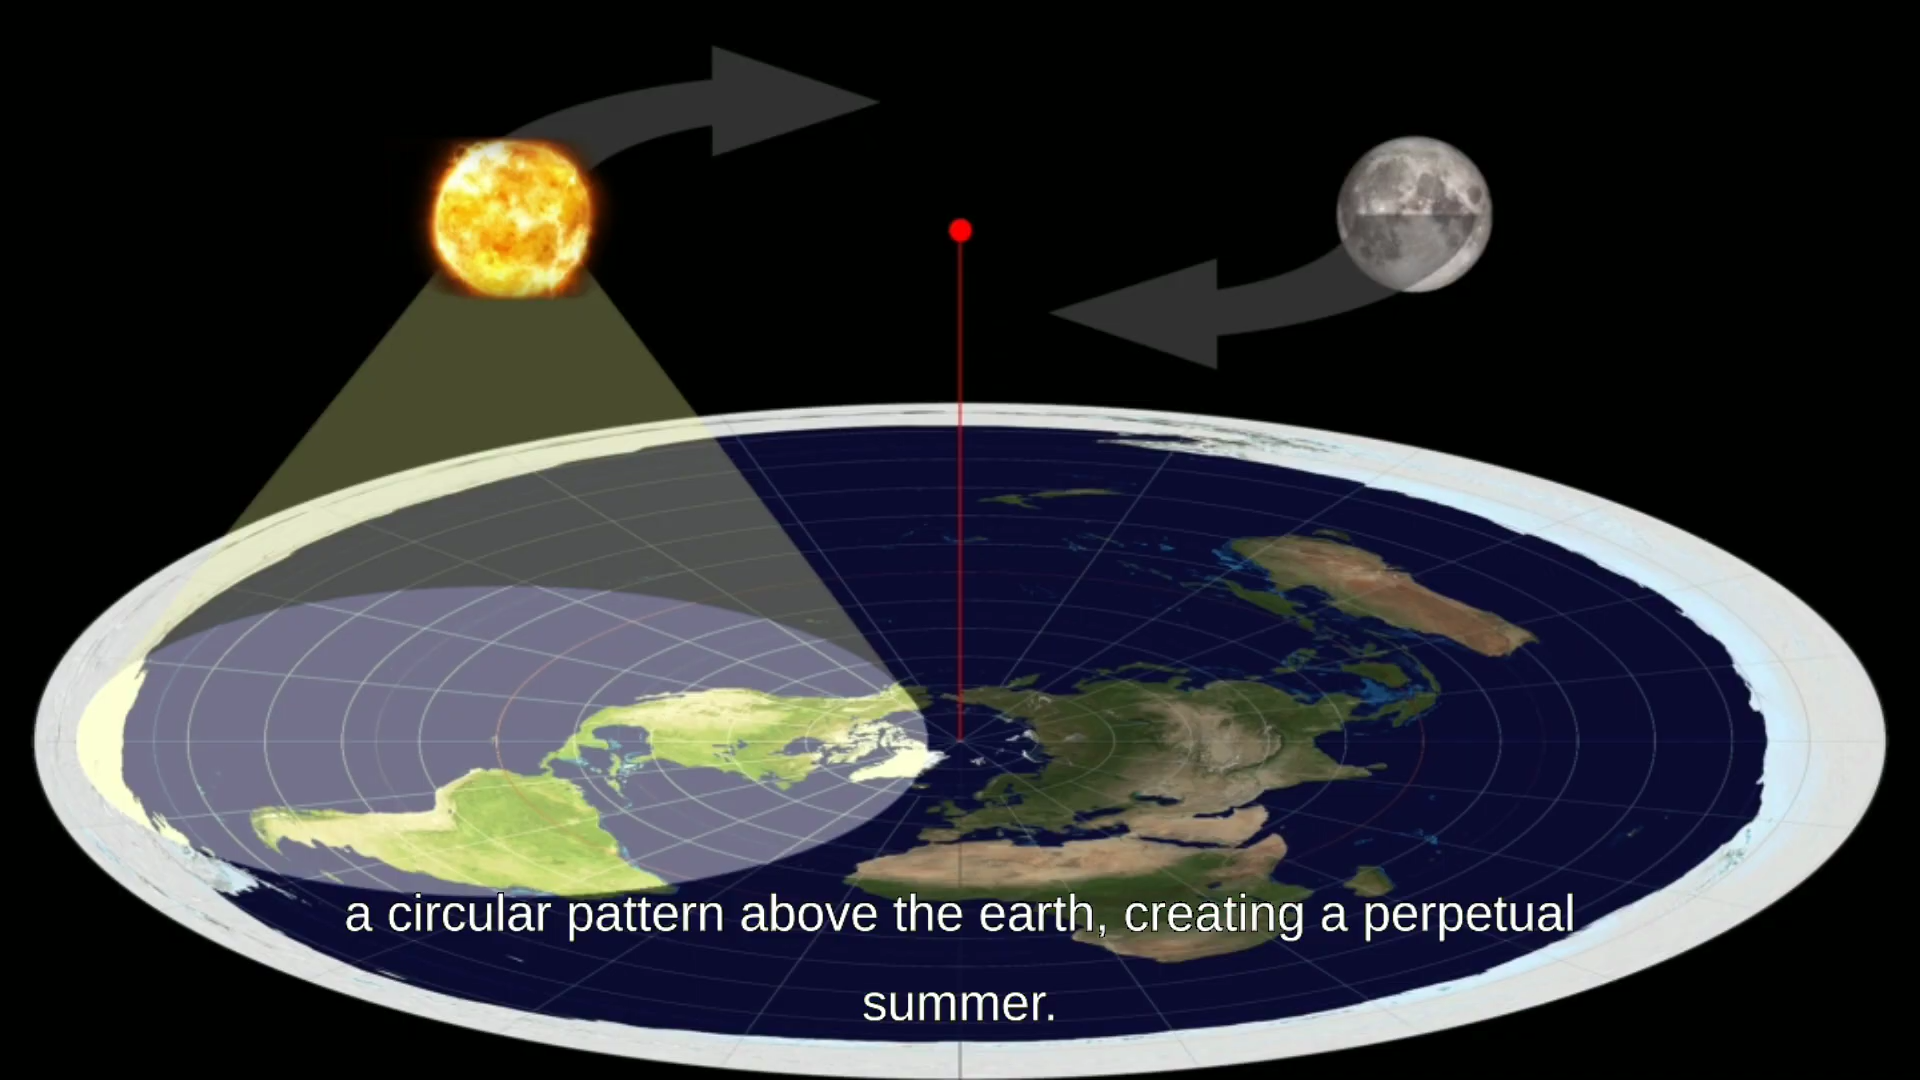 a circular pattern above the earth, creating a perpetual
summer.